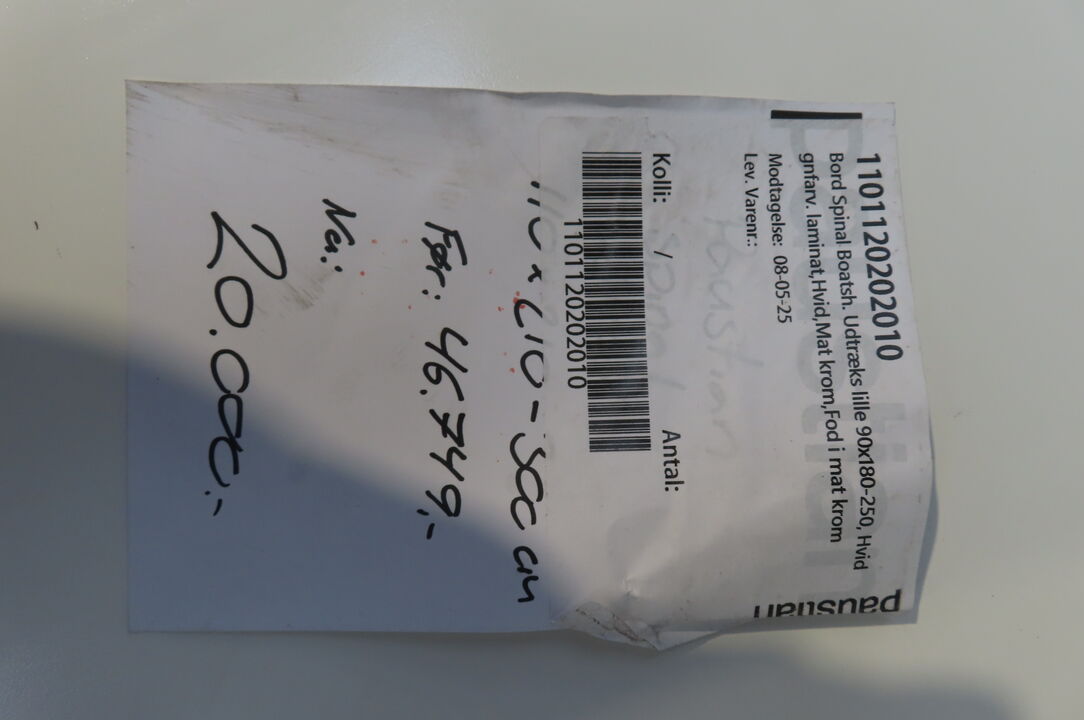 1101120202010
Bord Spinal Boatsh. Udtræks lille 90x180-250, Hvid
gnfarv. laminat,Hvid,Mat krom,Fod i mat krom
Modtagelse: 08-05-25
Lev. Varenr.:
paustian
Kolli: / Antal:
1101120202010
Før: 46.749,-
Nu:
20.000,-